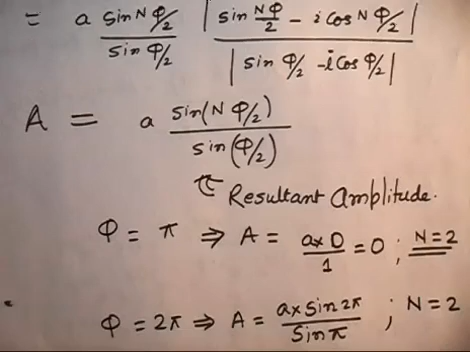 = a sin N Φ/2 / sin Φ/2 | sin NΦ/2 - i cos N Φ/2 | / | sin Φ/2 - i cos Φ/2 |
A = a sin(N Φ/2) / sin(Φ/2)
Resultant amplitude.
Φ = π ⇒ A = a x 0 / 1 = 0 ; N = 2
Φ = 2π ⇒ A = a x sin 2π / sin π ; N = 2